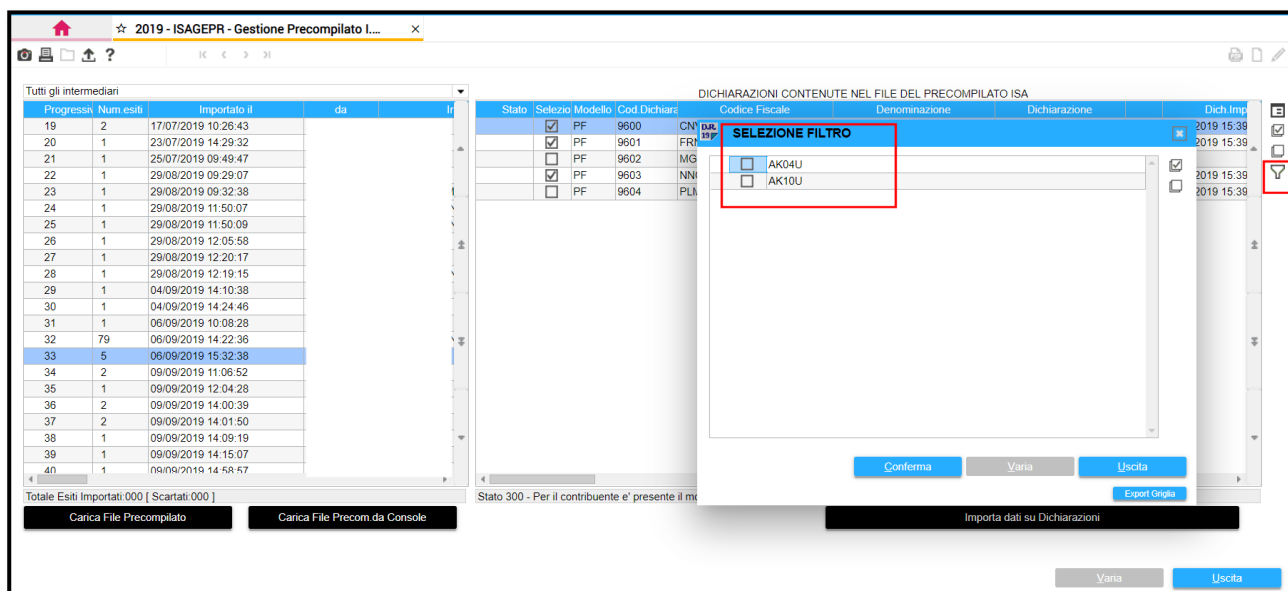 ☆ 2019 - ISAGEPR - Gestione Precompilato I.... ×
?
Tutti gli intermediari
DICHIARAZIONI CONTENUTE NEL FILE DEL PRECOMPILATO ISA
Progressiv Num.esiti Importato il da
Stato Selezio Modello Cod.Dichiara Codice Fiscale Denominazione Dichiarazione Dich.Imp
19 2 17/07/2019 10:26:43
20 1 23/07/2019 14:29:32
21 1 25/07/2019 09:49:47
22 1 29/08/2019 09:29:07
23 1 29/08/2019 09:32:38
24 1 29/08/2019 11:50:07
25 1 29/08/2019 11:50:09
26 1 29/08/2019 12:05:58
27 1 29/08/2019 12:20:17
28 1 29/08/2019 12:19:15
29 1 04/09/2019 14:10:38
30 1 04/09/2019 14:24:46
31 1 06/09/2019 10:08:28
32 79 06/09/2019 14:22:36
33 5 06/09/2019 15:32:38
34 2 09/09/2019 11:06:52
35 1 09/09/2019 12:04:28
36 2 09/09/2019 14:00:39
37 2 09/09/2019 14:01:50
38 1 09/09/2019 14:09:19
39 1 09/09/2019 14:15:07
40 1 09/09/2019 14:58:57
PF 9600 2019 15:39
PF 9601 2019 15:39
PF 9602 MG
PF 9603 2019 15:39
PF 9604 2019 15:39
D.R. 19 SELEZIONE FILTRO
AK04U
AK10U
Conferma Varia Uscita
Export Griglia
Totale Esiti Importati:000 [ Scartati:000 ]
Stato 300 - Per il contribuente e' presente il mo
Carica File Precompilato Carica File Precom.da Console Importa dati su Dichiarazioni
Varia Uscita